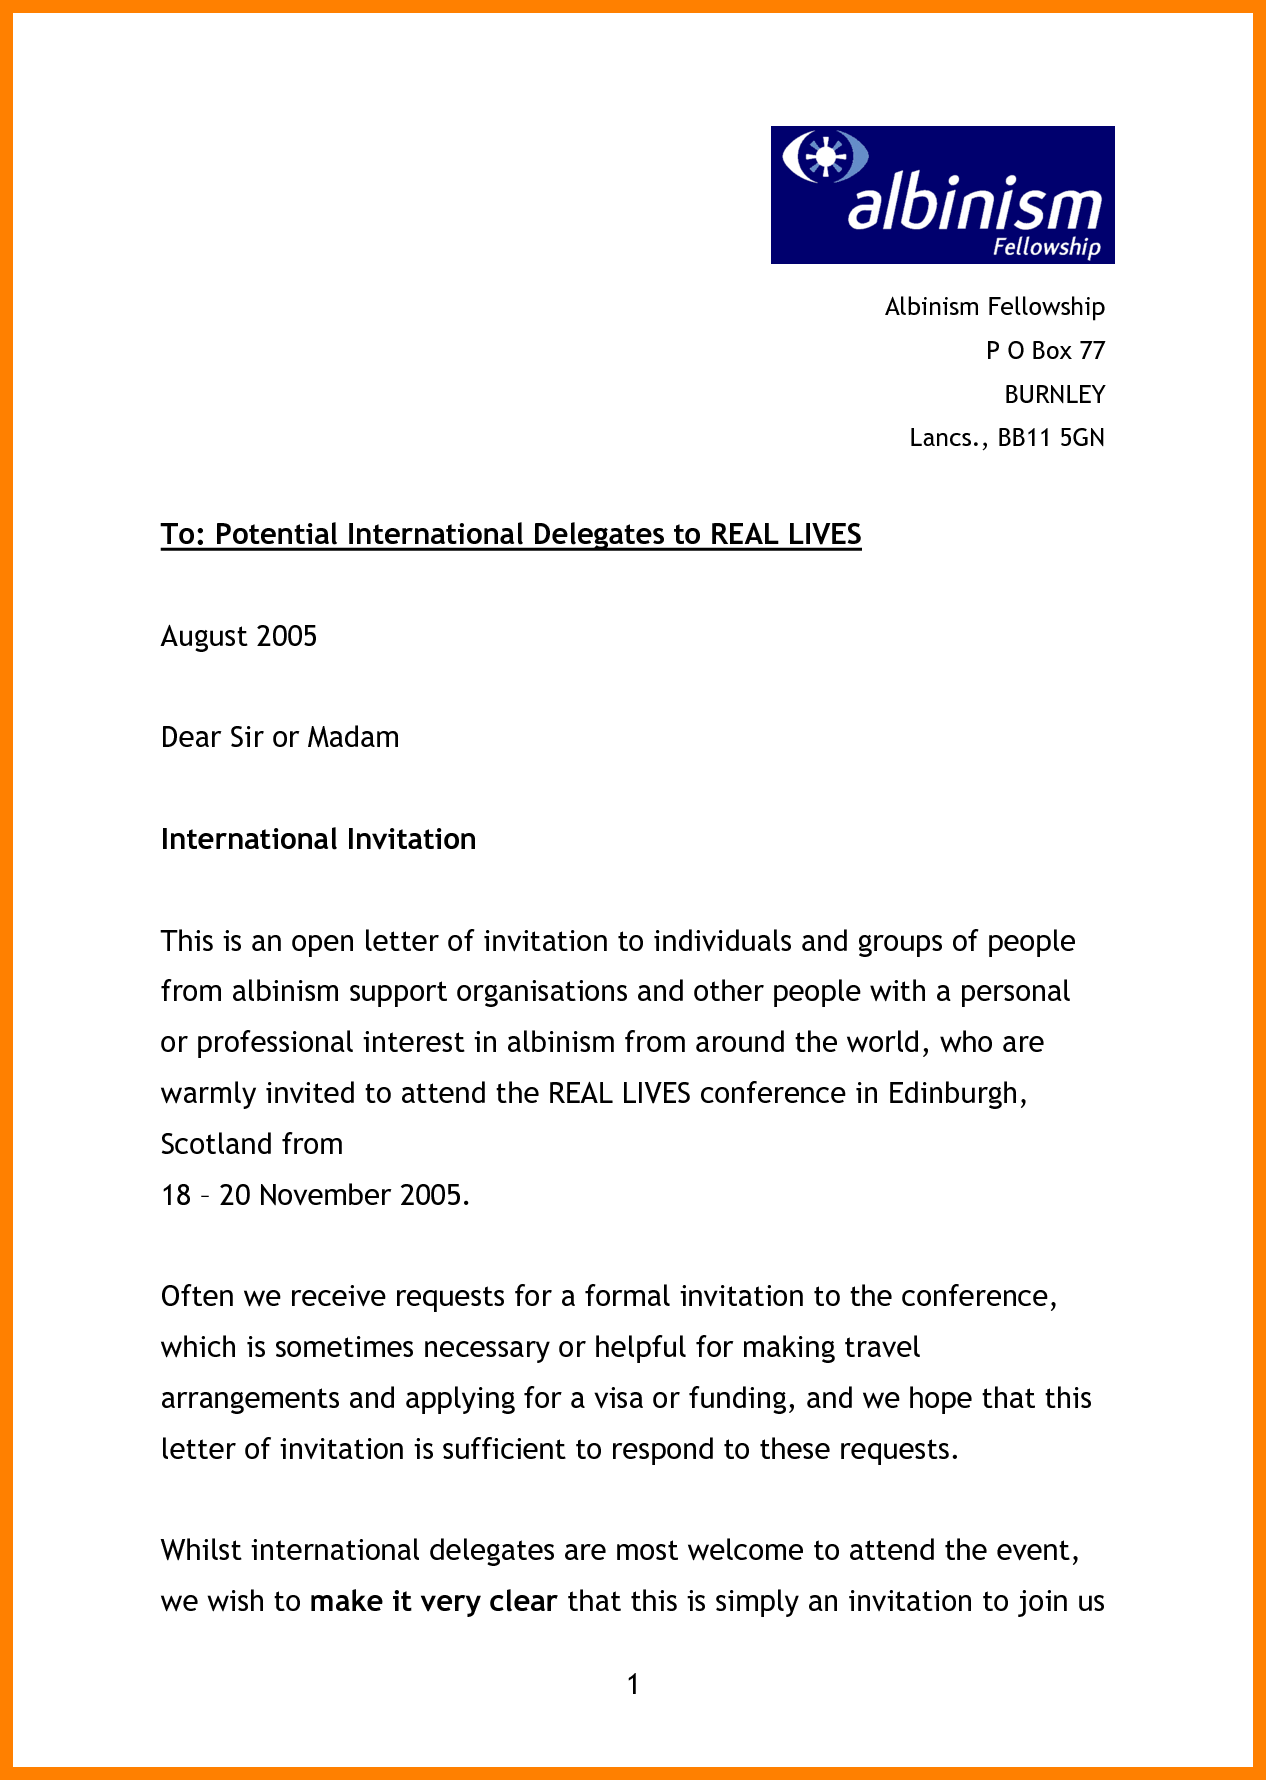 albinism
Fellowship
Albinism Fellowship
P O Box 77
BURNLEY
Lancs., BB11 5GN
To: Potential International Delegates to REAL LIVES
August 2005
Dear Sir or Madam
International Invitation
This is an open letter of invitation to individuals and groups of people
from albinism support organisations and other people with a personal
or professional interest in albinism from around the world, who are
warmly invited to attend the REAL LIVES conference in Edinburgh,
Scotland from
18 – 20 November 2005.
Often we receive requests for a formal invitation to the conference,
which is sometimes necessary or helpful for making travel
arrangements and applying for a visa or funding, and we hope that this
letter of invitation is sufficient to respond to these requests.
Whilst international delegates are most welcome to attend the event,
we wish to make it very clear that this is simply an invitation to join us
1